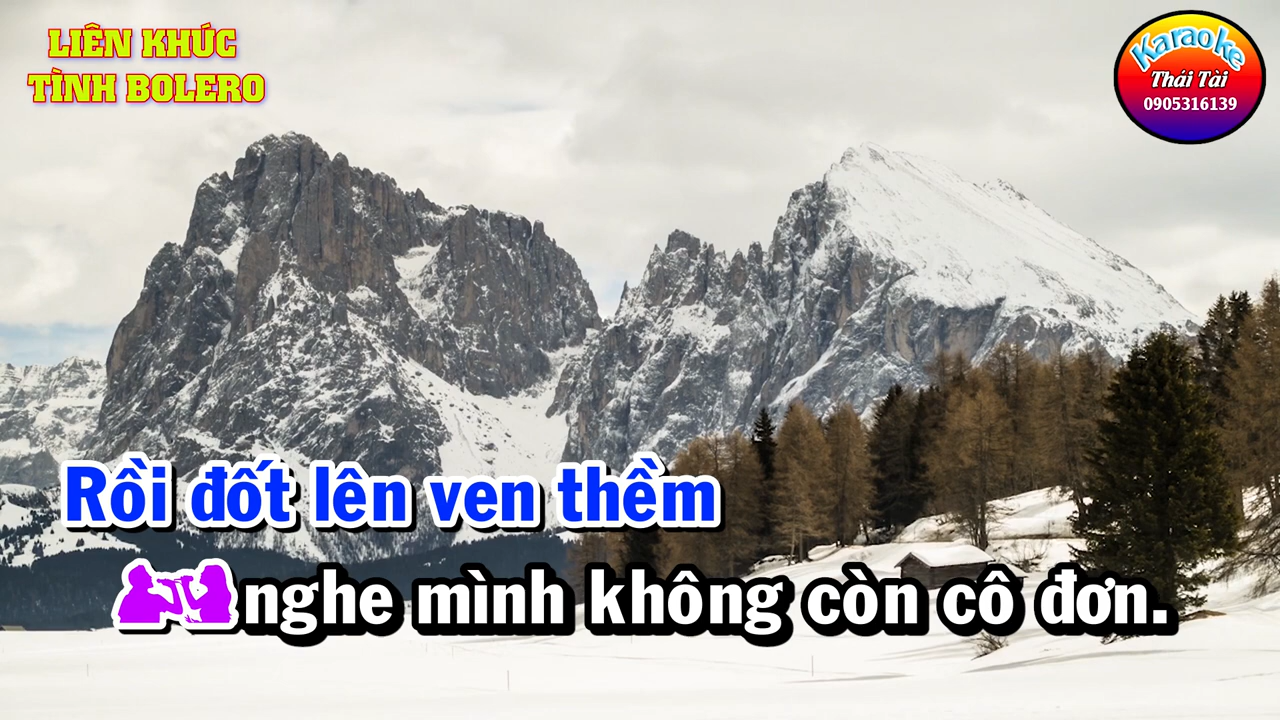 LIÊN KHÚC
TÌNH BOLERO
Karaoke
Thái Tài
0905316139
Rồi đốt lên ven thềm
nghe mình không còn cô đơn.